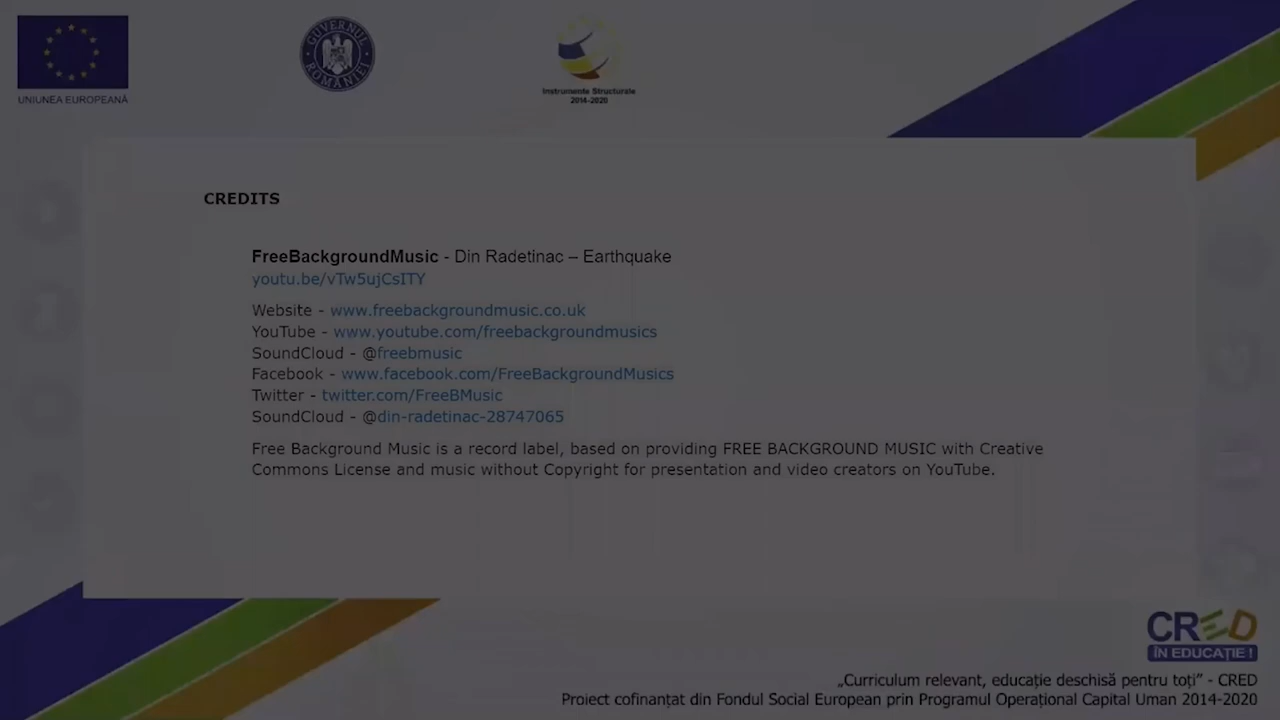 UNIUNEA EUROPEANĂ
GUVERNUL ROMÂNIEI
Instrumente Structurale
2014-2020
CREDITS
FreeBackgroundMusic - Din Radetinac – Earthquake
youtu.be/vTw5ujCsITY
Website - www.freebackgroundmusic.co.uk
YouTube - www.youtube.com/freebackgroundmusics
SoundCloud - @freebmusic
Facebook - www.facebook.com/FreeBackgroundMusics
Twitter - twitter.com/FreeBMusic
SoundCloud - @din-radetinac-28747065
Free Background Music is a record label, based on providing FREE BACKGROUND MUSIC with Creative
Commons License and music without Copyright for presentation and video creators on YouTube.
CRED
ÎN EDUCAȚIE!
„Curriculum relevant, educație deschisă pentru toți” - CRED
Proiect cofinanțat din Fondul Social European prin Programul Operațional Capital Uman 2014-2020